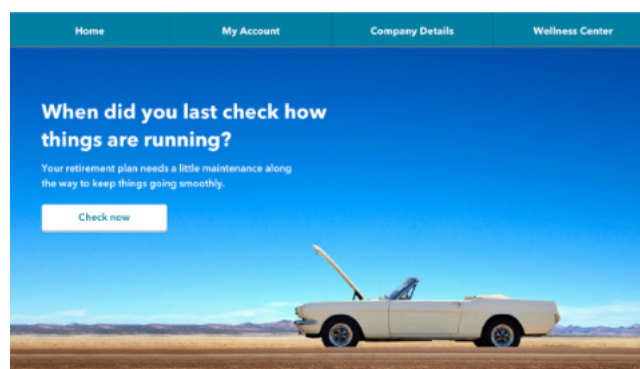 Home
My Account
Company Details
Wellness Center
When did you last check how
things are running?
Your retirement plan needs a little maintenance along
the way to keep things going smoothly.
Check now